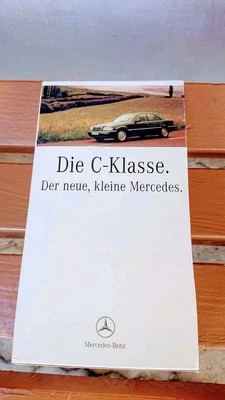 Die C-Klasse.
Der neue, kleine Mercedes.
Mercedes-Benz